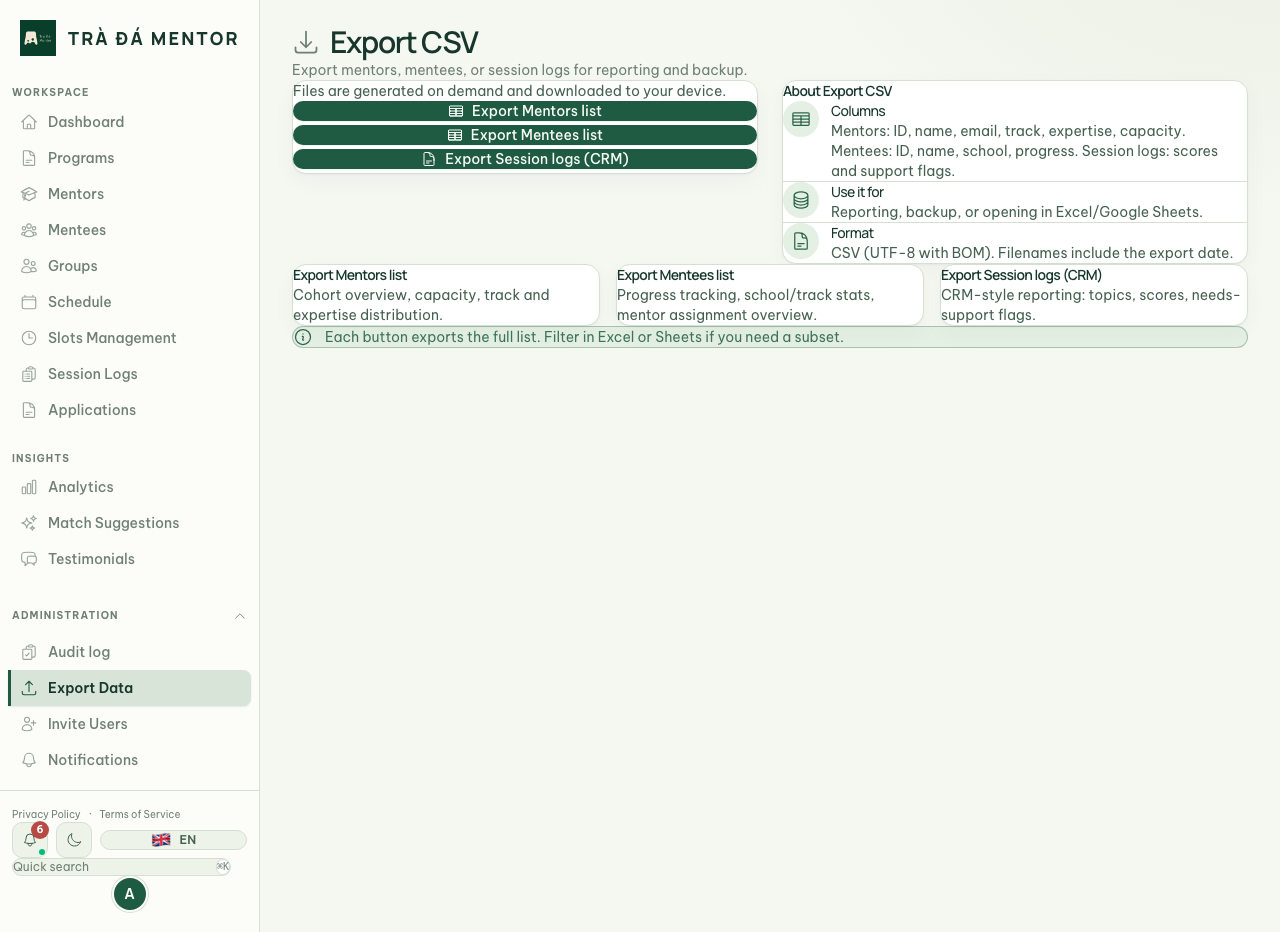 TRÀ ĐÁ MENTOR
WORKSPACE
Dashboard
Programs
Mentors
Mentees
Groups
Schedule
Slots Management
Session Logs
Applications
INSIGHTS
Analytics
Match Suggestions
Testimonials
ADMINISTRATION
Audit log
Export Data
Invite Users
Notifications
Privacy Policy · Terms of Service
6
EN
Quick search ⌘K
A
Export CSV
Export mentors, mentees, or session logs for reporting and backup.
Files are generated on demand and downloaded to your device.
Export Mentors list
Export Mentees list
Export Session logs (CRM)
About Export CSV
Columns
Mentors: ID, name, email, track, expertise, capacity.
Mentees: ID, name, school, progress. Session logs: scores
and support flags.
Use it for
Reporting, backup, or opening in Excel/Google Sheets.
Format
CSV (UTF-8 with BOM). Filenames include the export date.
Export Mentors list
Cohort overview, capacity, track and
expertise distribution.
Export Mentees list
Progress tracking, school/track stats,
mentor assignment overview.
Export Session logs (CRM)
CRM-style reporting: topics, scores, needs-
support flags.
Each button exports the full list. Filter in Excel or Sheets if you need a subset.